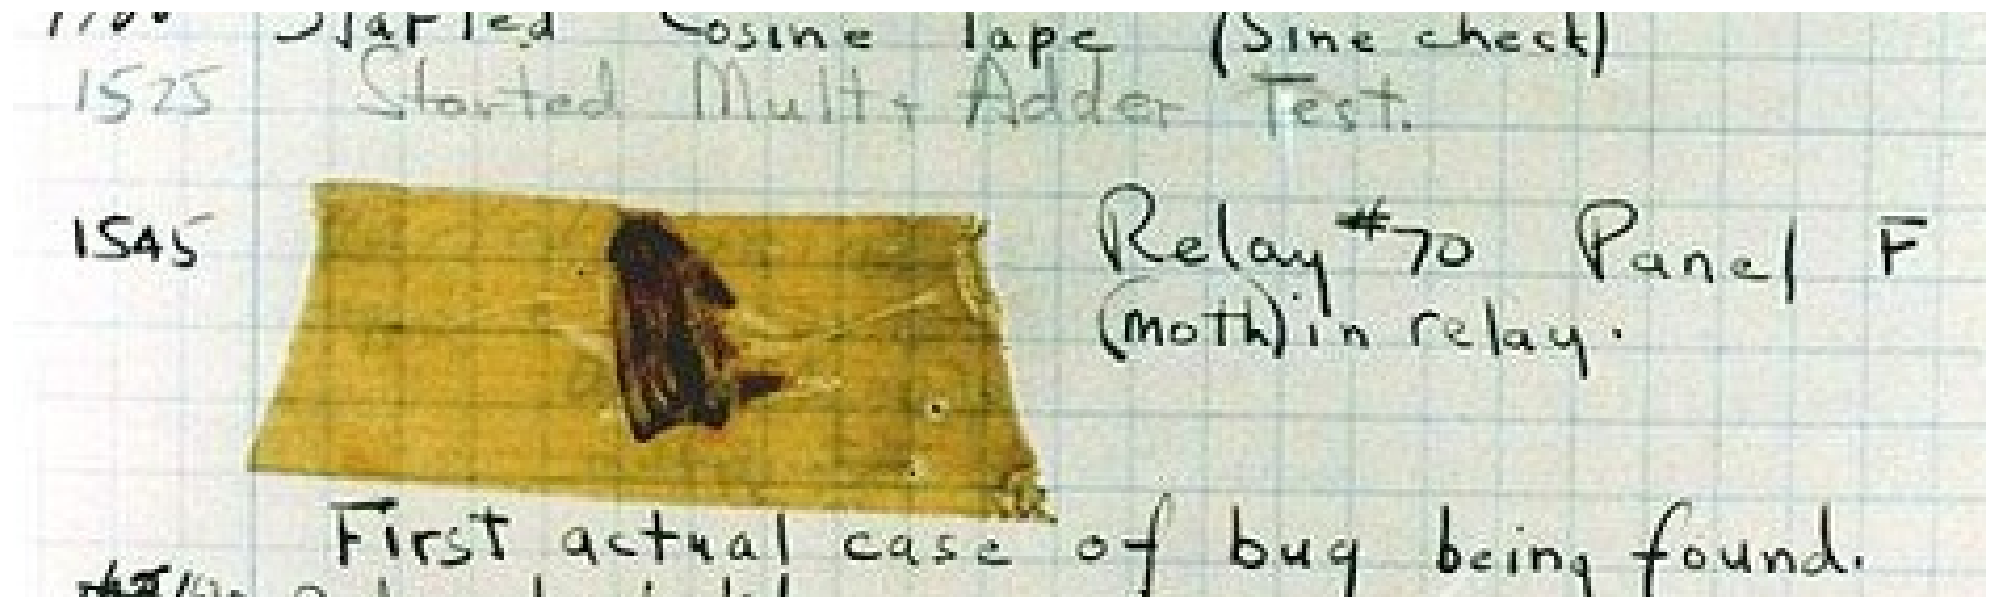 Started Cosine Tape (Sine check)
1525 Started Mult + Adder Test.
1545 Relay #70 Panel F
(moth) in relay.
First actual case of bug being found.